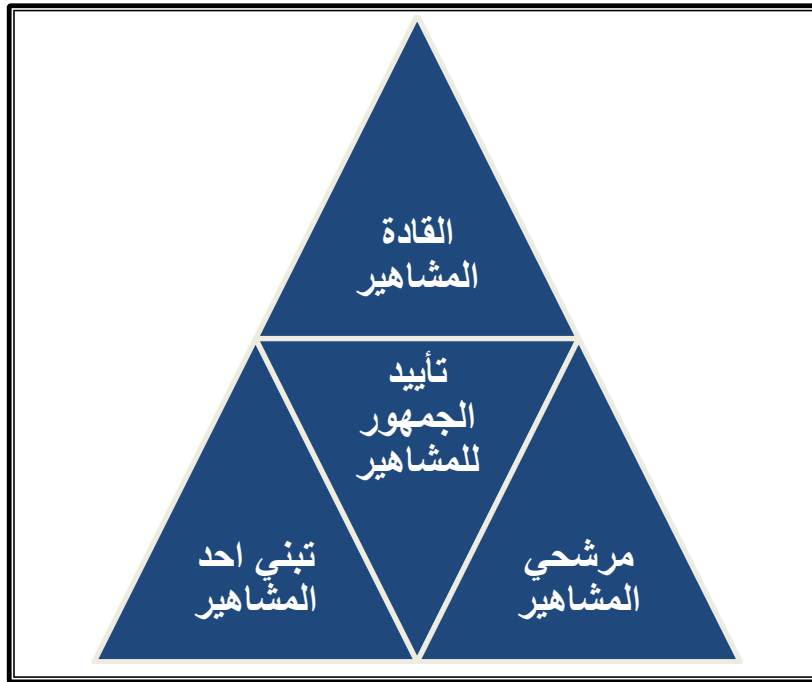 القادة
المشاهير
تأييد
الجمهور
للمشاهير
مرشحي
المشاهير
تبني احد
المشاهير